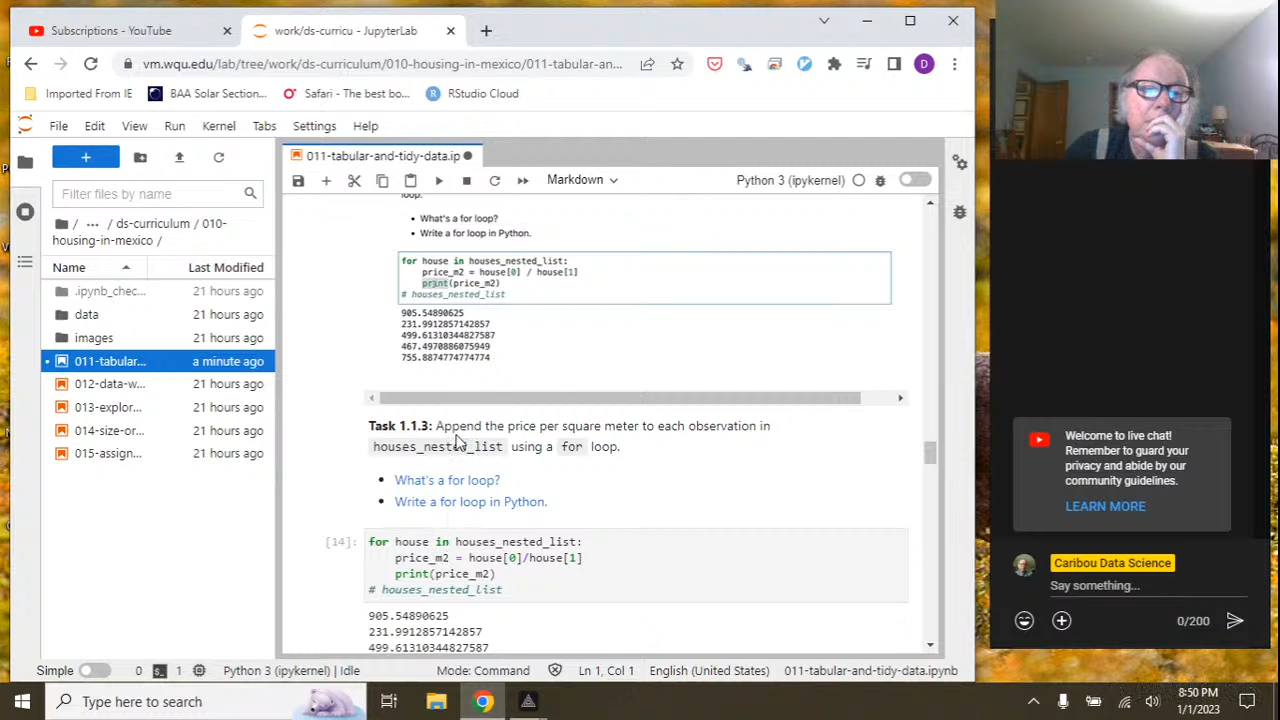 Subscriptions - YouTube
work/ds-curricu - JupyterLab
vm.wqu.edu/lab/tree/work/ds-curriculum/010-housing-in-mexico/011-tabular-an...
D
Imported From IE
BAA Solar Section...
Safari - The best bo...
R
RStudio Cloud
File Edit View Run Kernel Tabs Settings Help
011-tabular-and-tidy-data.ip
Markdown
Python 3 (ipykernel)
Filter files by name
/ ... / ds-curriculum / 010-
housing-in-mexico /
Name
Last Modified
.ipynb_chec... 21 hours ago
data 21 hours ago
images 21 hours ago
011-tabular... a minute ago
012-data-w... 21 hours ago
013-explor... 21 hours ago
014-size-or... 21 hours ago
015-assign... 21 hours ago
loop.
What's a for loop?
Write a for loop in Python.
for house in houses_nested_list:
price_m2 = house[0] / house[1]
print(price_m2)
# houses_nested_list
905.54890625
231.9912857142857
499.61310344827587
467.4970886075949
755.8874774774774
Task 1.1.3: Append the price per square meter to each observation in
houses_nested_list using a for loop.
What's a for loop?
Write a for loop in Python.
[14]:
for house in houses_nested_list:
price_m2 = house[0]/house[1]
print(price_m2)
# houses_nested_list
905.54890625
231.9912857142857
499.61310344827587
Simple 0 1 Python 3 (ipykernel) | Idle Mode: Command Ln 1, Col 1 English (United States) 011-tabular-and-tidy-data.ipynb
Welcome to live chat!
Remember to guard your
privacy and abide by our
community guidelines.
LEARN MORE
Caribou Data Science
Say something...
0/200
Type here to search
8:50 PM
1/1/2023